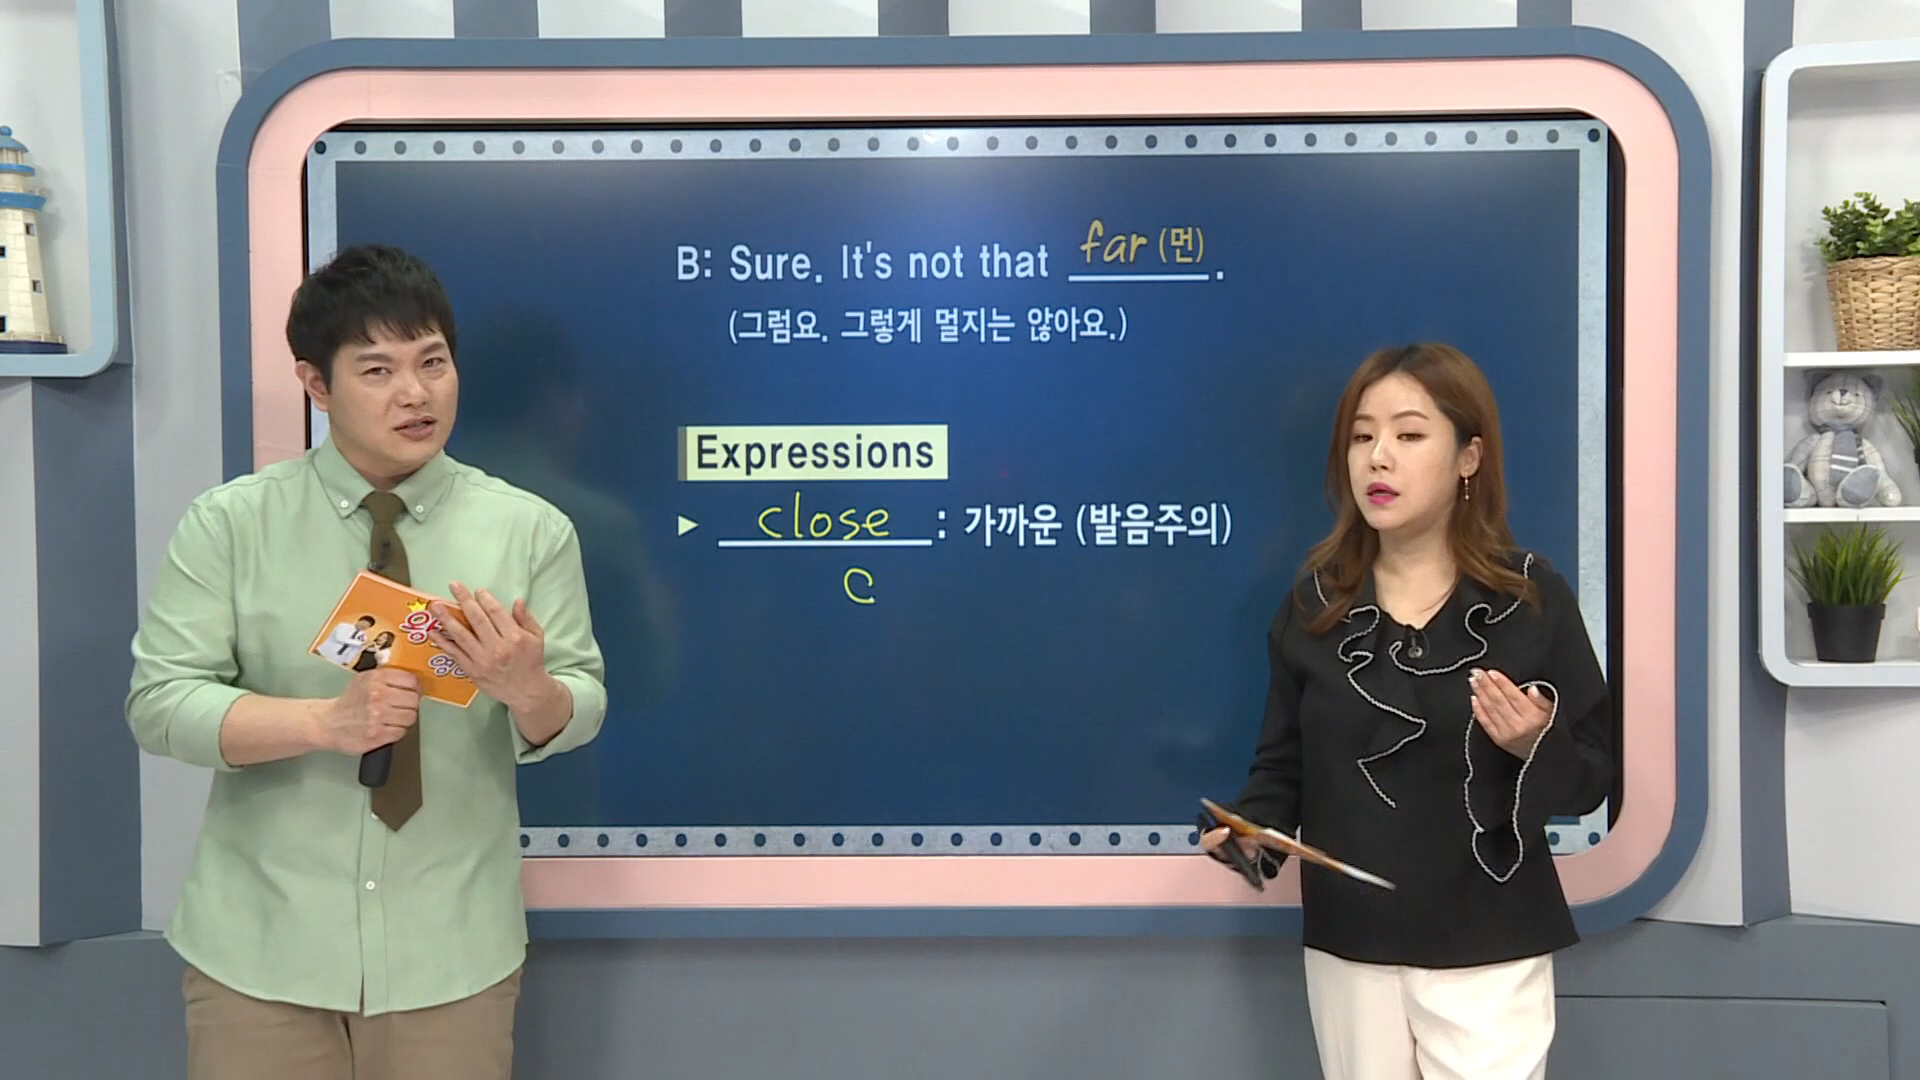 B: Sure. It's not that far (먼).
(그럼요. 그렇게 멀지는 않아요.)
Expressions
▶ close : 가까운 (발음주의)
C